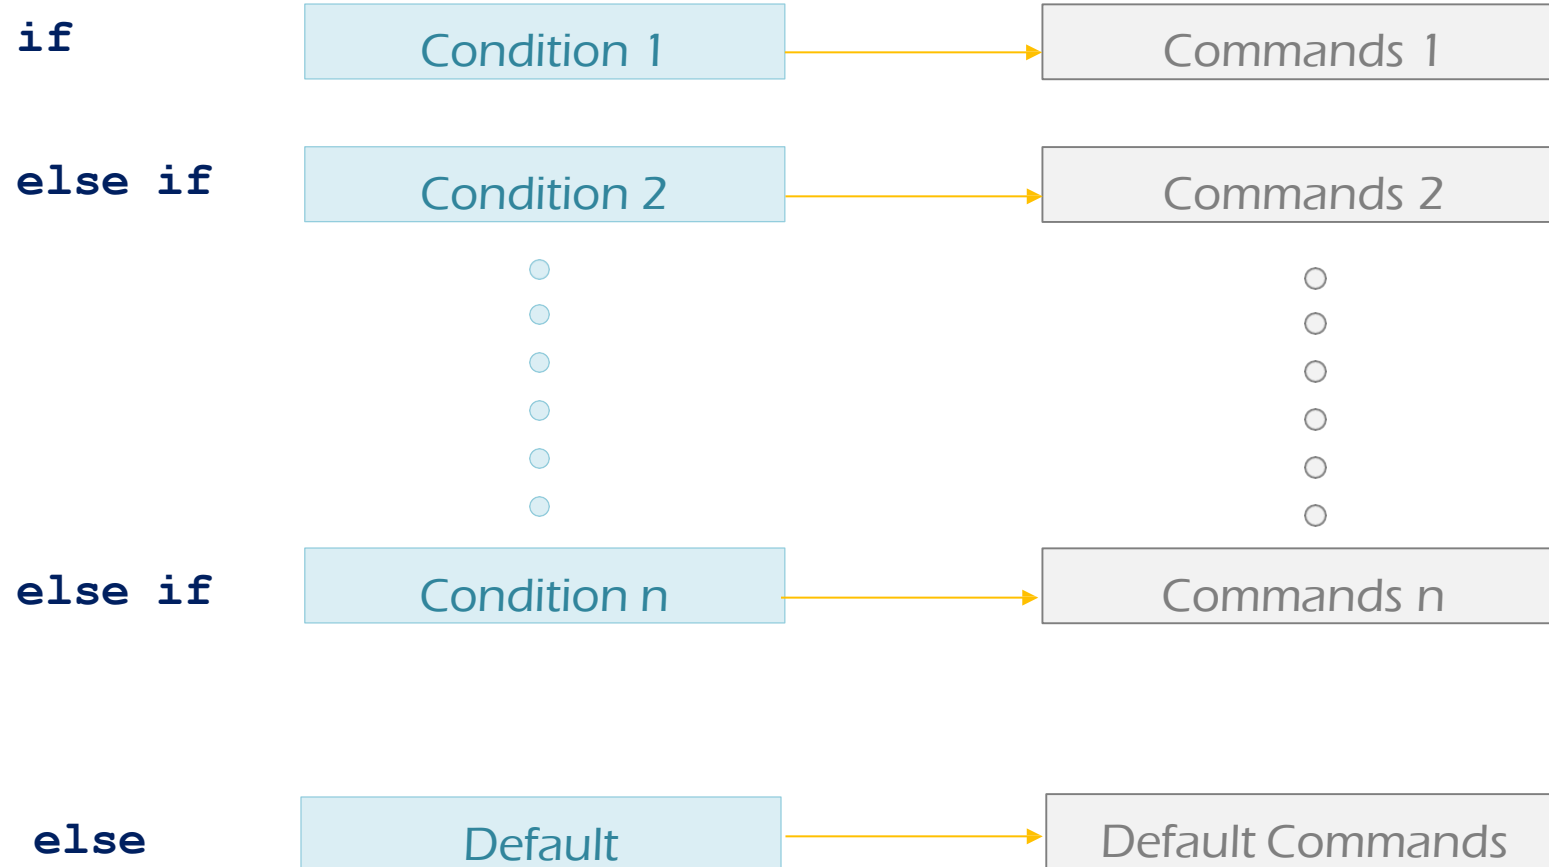 if
Condition 1
Commands 1
else if
Condition 2
Commands 2
else if
Condition n
Commands n
else
Default
Default Commands